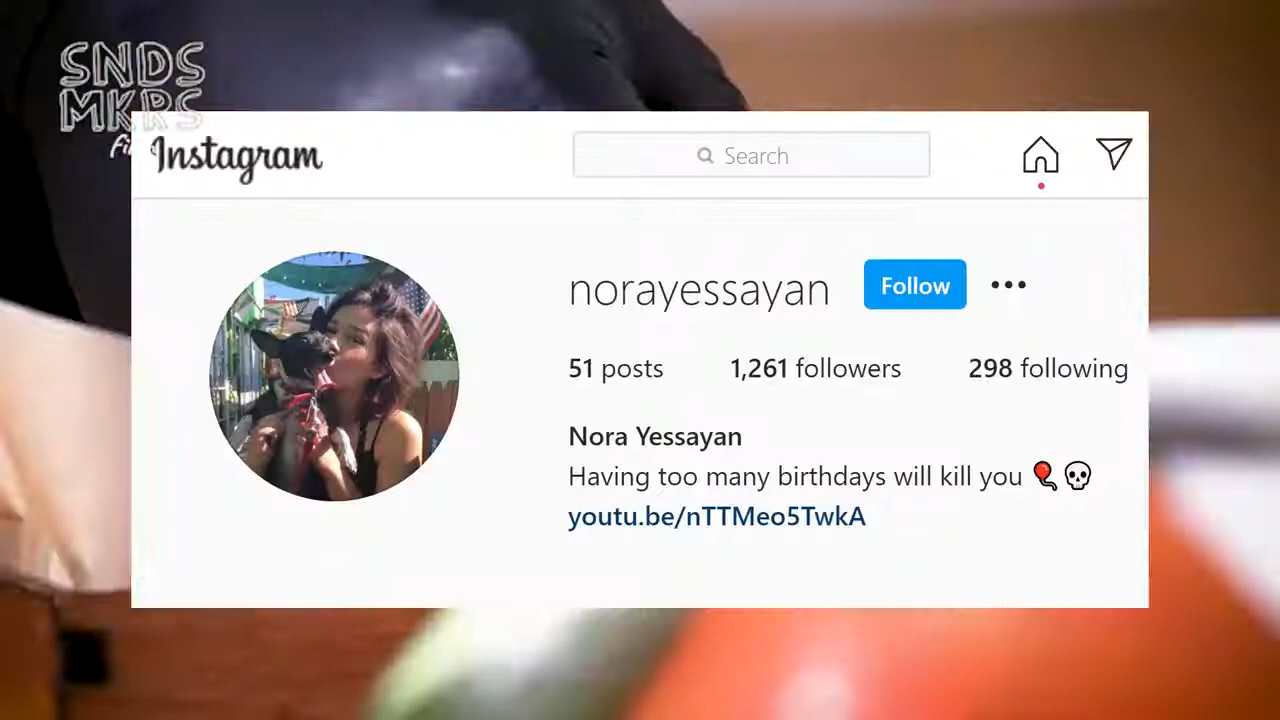 SNDS
MKRS
Instagram
Search
norayessayan
Follow
51 posts 1,261 followers 298 following
Nora Yessayan
Having too many birthdays will kill you 🎈💀
youtu.be/nTTMeo5TwkA